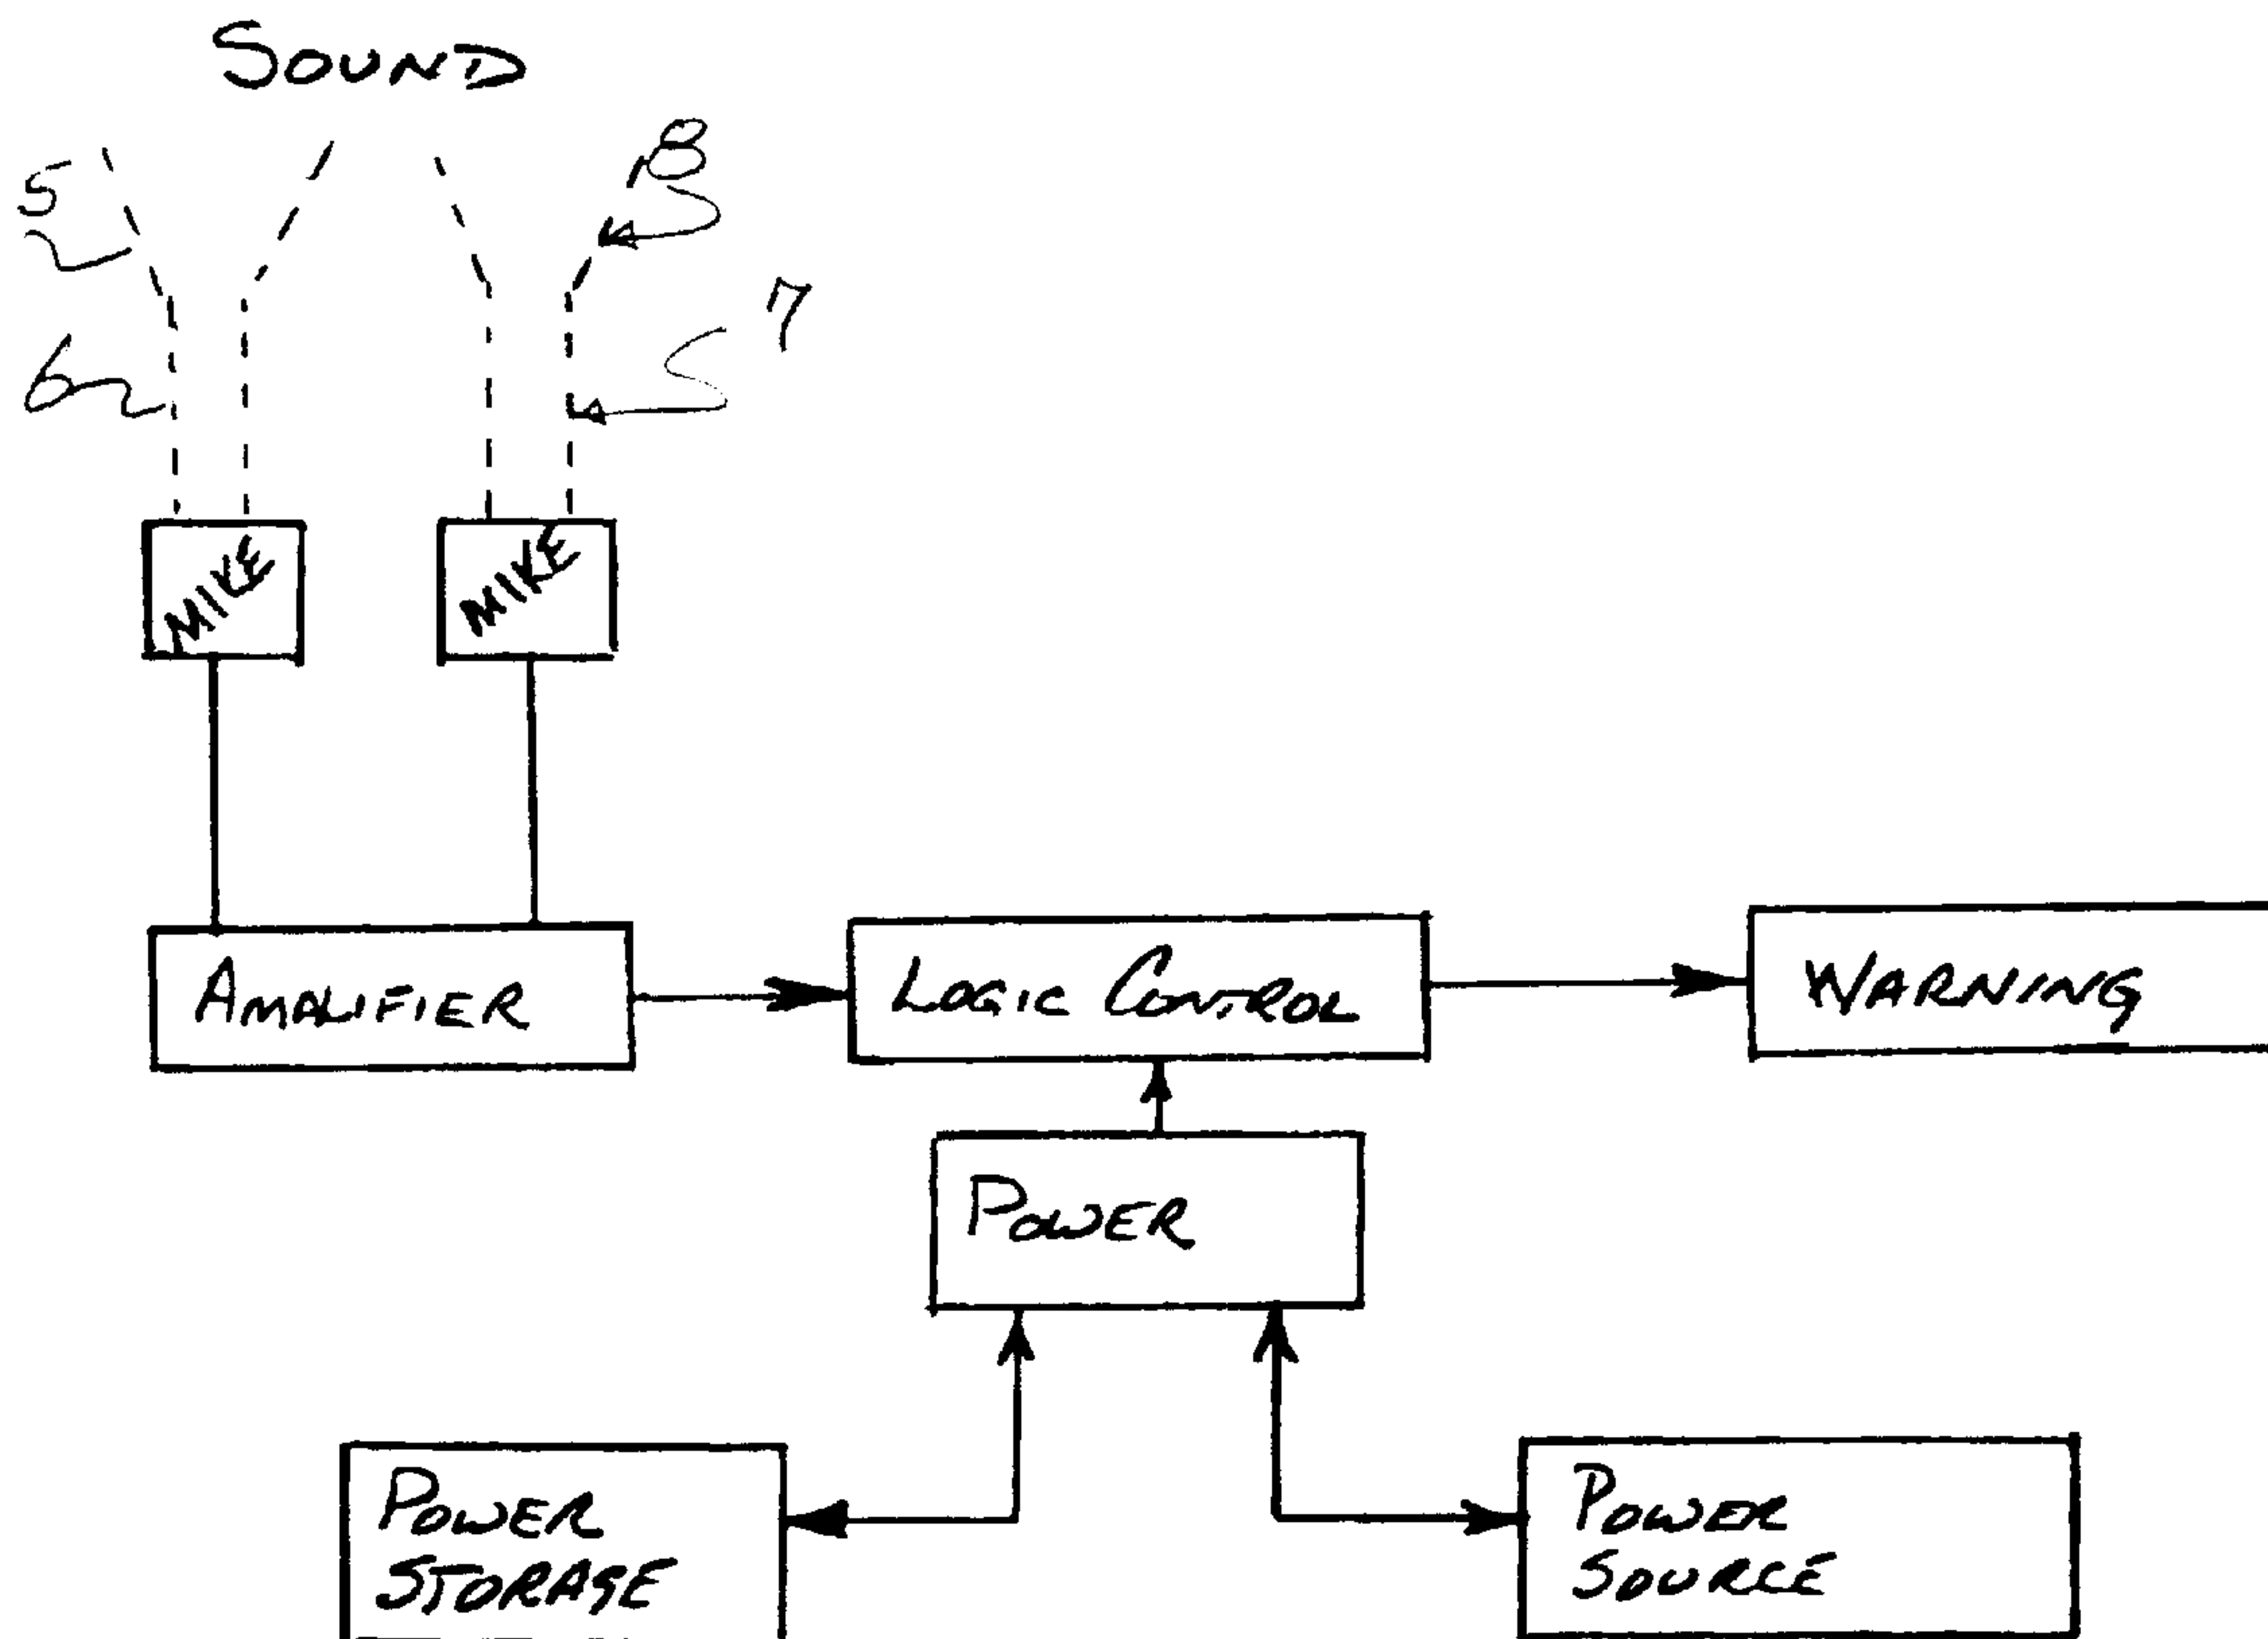 SOUND
5
8
7
6
MIKE
MIKE
AMPLIFIER
LOGIC CONTROL
WARNING
POWER
POWER
STORAGE
POWER
SOURCE